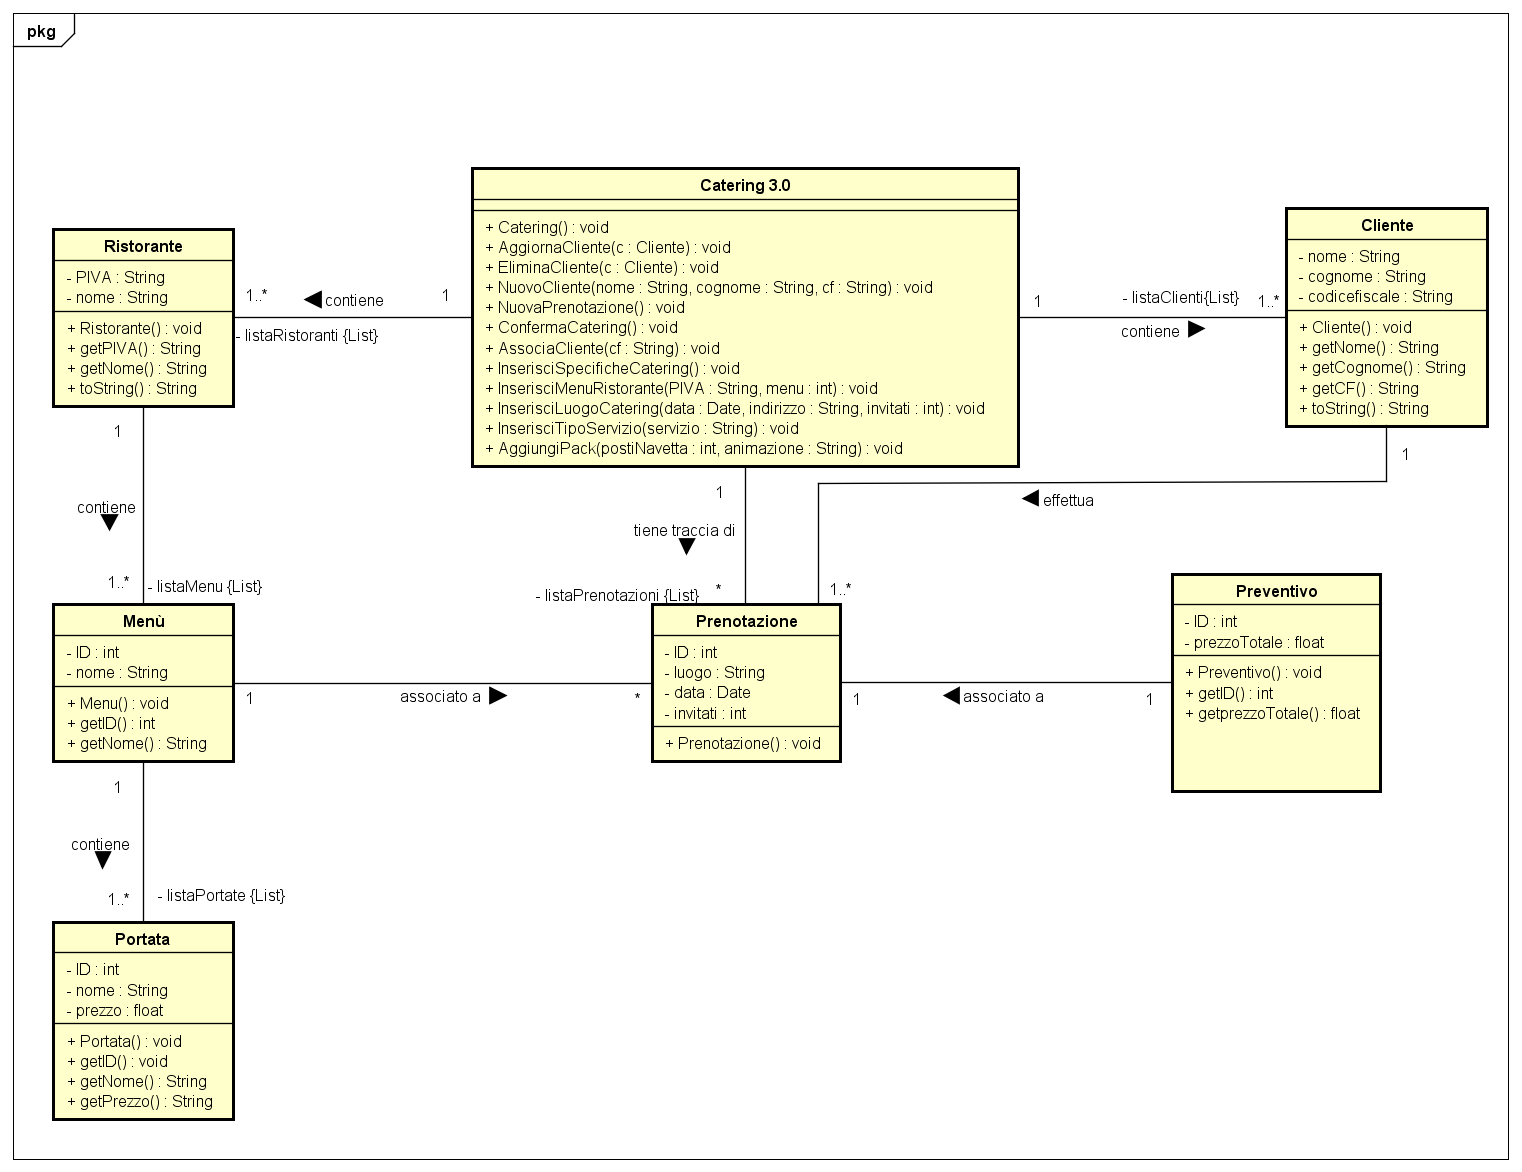 pkg
Catering 3.0
+ Catering() : void
+ AggiornaCliente(c : Cliente) : void
+ EliminaCliente(c : Cliente) : void
+ NuovoCliente(nome : String, cognome : String, cf : String) : void
+ NuovaPrenotazione() : void
+ ConfermaCatering() : void
+ AssociaCliente(cf : String) : void
+ InserisciSpecificheCatering() : void
+ InserisciMenuRistorante(PIVA : String, menu : int) : void
+ InserisciLuogoCatering(data : Date, indirizzo : String, invitati : int) : void
+ InserisciTipoServizio(servizio : String) : void
+ AggiungiPack(postiNavetta : int, animazione : String) : void
Ristorante
- PIVA : String
- nome : String
+ Ristorante() : void
+ getPIVA() : String
+ getNome() : String
+ toString() : String
1..*
contiene
1
- listaRistoranti {List}
1
- listaClienti{List}
1..*
contiene
Cliente
- nome : String
- cognome : String
- codicefiscale : String
+ Cliente() : void
+ getNome() : String
+ getCognome() : String
+ getCF() : String
+ toString() : String
1
contiene
1..*
- listaMenu {List}
1
tiene traccia di
- listaPrenotazioni {List}
*
1
effettua
1..*
Menù
- ID : int
- nome : String
+ Menu() : void
+ getID() : int
+ getNome() : String
1
associato a
*
Prenotazione
- ID : int
- luogo : String
- data : Date
- invitati : int
+ Prenotazione() : void
1
associato a
1
Preventivo
- ID : int
- prezzoTotale : float
+ Preventivo() : void
+ getID() : int
+ getprezzoTotale() : float
1
contiene
1..*
- listaPortate {List}
Portata
- ID : int
- nome : String
- prezzo : float
+ Portata() : void
+ getID() : void
+ getNome() : String
+ getPrezzo() : String